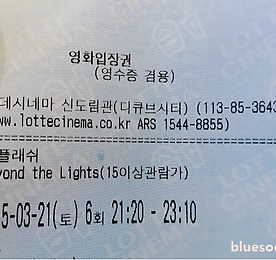 영화입장권
(영수증 겸용)
데시네마 신도림관(디큐브시티) (113-85-3643
ww.lottecinema.co.kr ARS 1544-8855)
플래쉬
yond the Lights(15이상관람가)
5-03-21(토) 6회 21:20 - 23:10
bluesoo